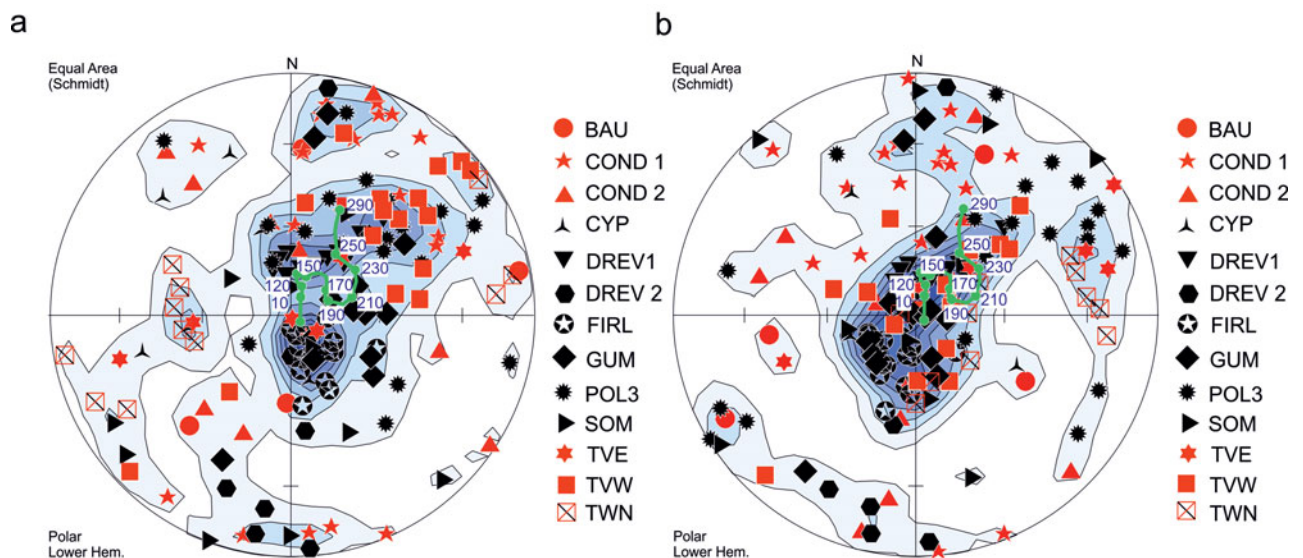 a
b
Equal Area
(Schmidt)
N
290
250
230
150
170
120
210
10
190
Polar
Lower Hem.
BAU
COND 1
COND 2
CYP
DREV1
DREV 2
FIRL
GUM
POL3
SOM
TVE
TVW
TWN
Equal Area
(Schmidt)
N
290
250
230
150
170
120
210
10
190
Polar
Lower Hem.
BAU
COND 1
COND 2
CYP
DREV1
DREV 2
FIRL
GUM
POL3
SOM
TVE
TVW
TWN